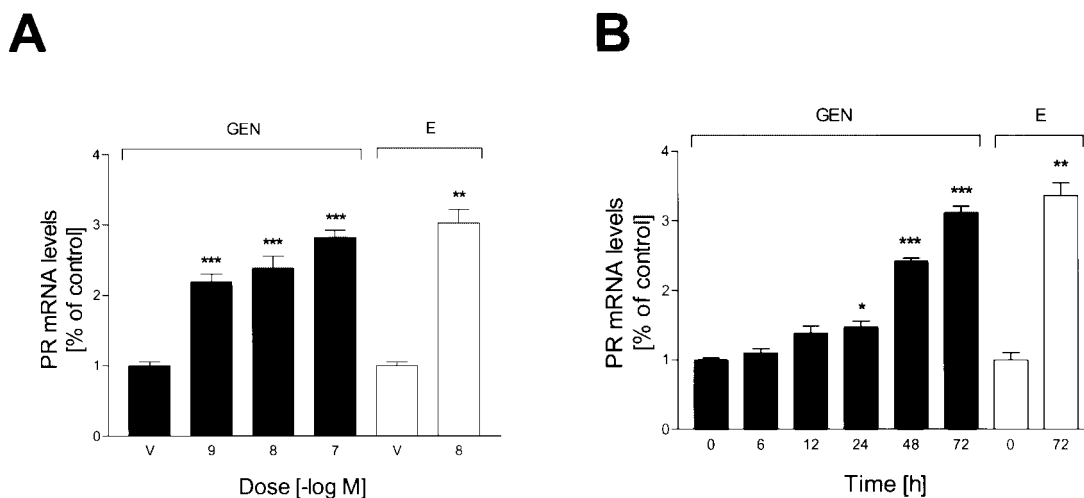 A
GEN
E
PR mRNA levels
[% of control]
4
3
2
1
0
***
***
***
**
V
9
8
7
V
8
Dose [-log M]
B
GEN
E
PR mRNA levels
[% of control]
4
3
2
1
0
*
***
***
**
0
6
12
24
48
72
0
72
Time [h]